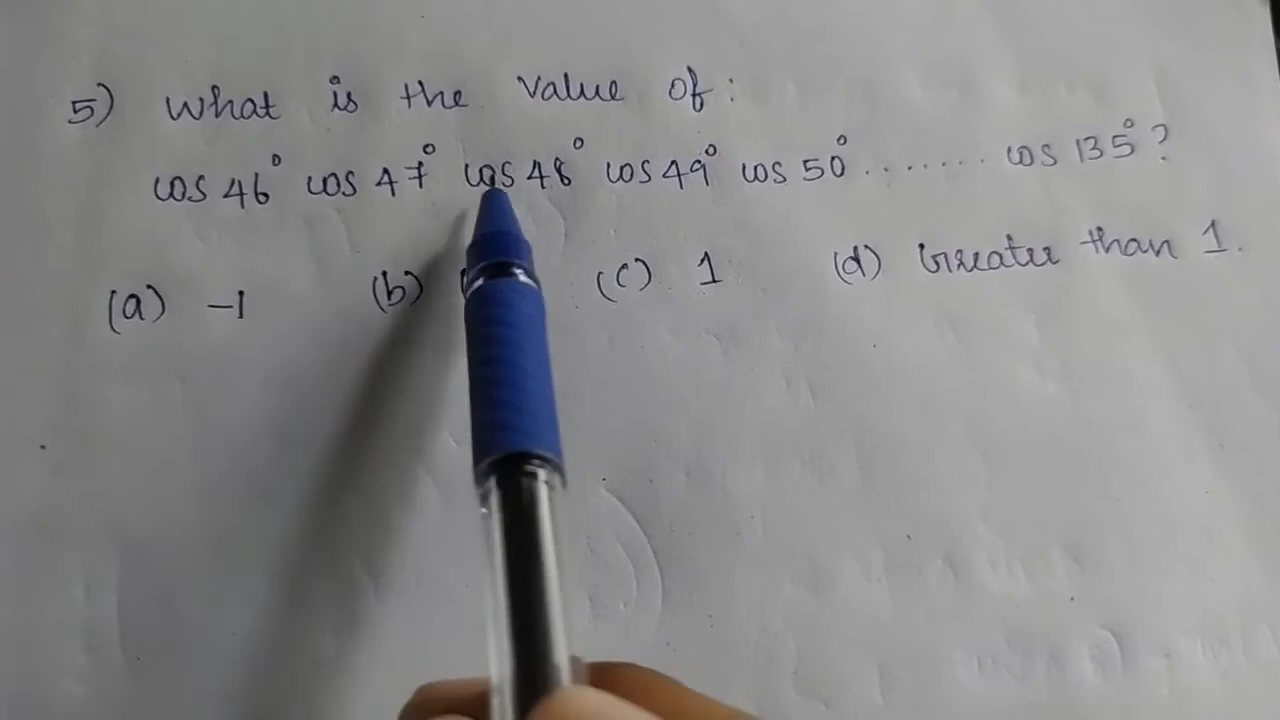 5) What is the value of:
cos 46° cos 47° cos 48° cos 49° cos 50° ....... cos 135° ?
(a) -1 (b) (c) 1 (d) Greater than 1.